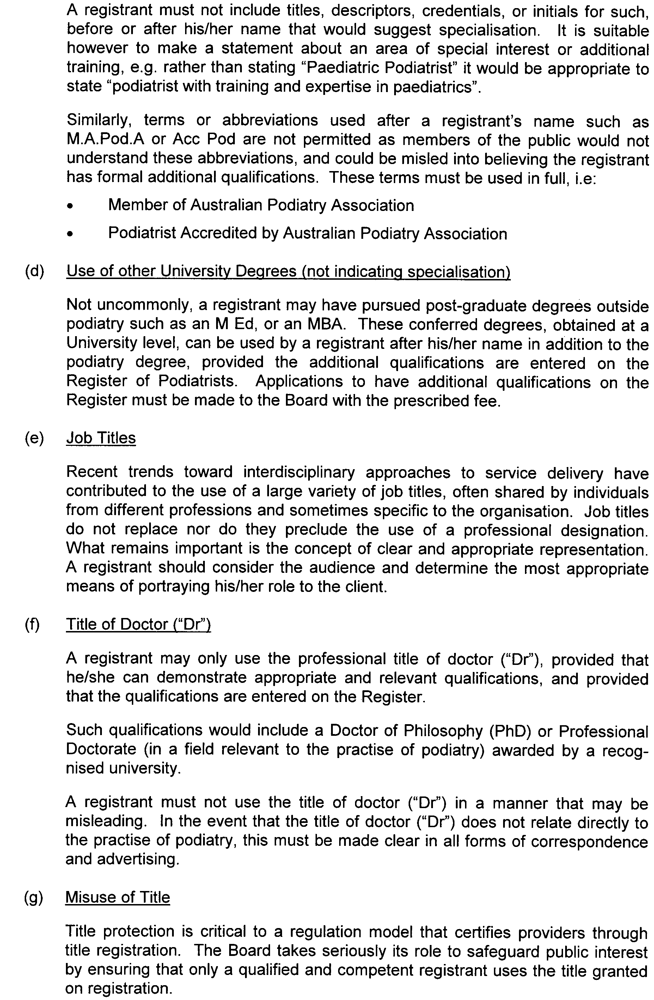 A registrant must not include titles, descriptors, credentials, or initials for such,
before or after his/her name that would suggest specialisation. It is suitable
however to make a statement about an area of special interest or additional
training, e.g. rather than stating “Paediatric Podiatrist” it would be appropriate to
state “podiatrist with training and expertise in paediatrics”.
Similarly, terms or abbreviations used after a registrant’s name such as
M.A.Pod.A or Acc Pod are not permitted as members of the public would not
understand these abbreviations, and could be misled into believing the registrant
has formal additional qualifications. These terms must be used in full, i.e:
• Member of Australian Podiatry Association
• Podiatrist Accredited by Australian Podiatry Association
(d) Use of other University Degrees (not indicating specialisation)
Not uncommonly, a registrant may have pursued post-graduate degrees outside
podiatry such as an M Ed, or an MBA. These conferred degrees, obtained at a
University level, can be used by a registrant after his/her name in addition to the
podiatry degree, provided the additional qualifications are entered on the
Register of Podiatrists. Applications to have additional qualifications on the
Register must be made to the Board with the prescribed fee.
(e) Job Titles
Recent trends toward interdisciplinary approaches to service delivery have
contributed to the use of a large variety of job titles, often shared by individuals
from different professions and sometimes specific to the organisation. Job titles
do not replace nor do they preclude the use of a professional designation.
What remains important is the concept of clear and appropriate representation.
A registrant should consider the audience and determine the most appropriate
means of portraying his/her role to the client.
(f) Title of Doctor (“Dr”)
A registrant may only use the professional title of doctor (“Dr”), provided that
he/she can demonstrate appropriate and relevant qualifications, and provided
that the qualifications are entered on the Register.
Such qualifications would include a Doctor of Philosophy (PhD) or Professional
Doctorate (in a field relevant to the practise of podiatry) awarded by a recog-
nised university.
A registrant must not use the title of doctor (“Dr”) in a manner that may be
misleading. In the event that the title of doctor (“Dr”) does not relate directly to
the practise of podiatry, this must be made clear in all forms of correspondence
and advertising.
(g) Misuse of Title
Title protection is critical to a regulation model that certifies providers through
title registration. The Board takes seriously its role to safeguard public interest
by ensuring that only a qualified and competent registrant uses the title granted
on registration.